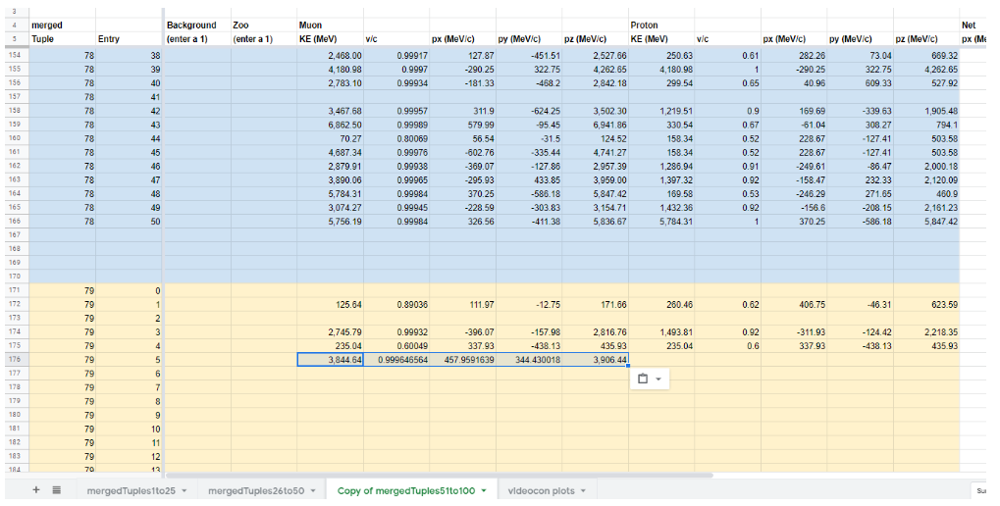 3
4 merged Background Zoo Muon Proton Net
5 Tuple Entry (enter a 1) (enter a 1) KE (MeV) v/c px (MeV/c) py (MeV/c) pz (MeV/c) KE (MeV) v/c px (MeV/c) py (MeV/c) pz (MeV/c) px (Me
154 78 38 2,468.00 0.99917 127.87 -451.51 2,527.66 250.63 0.61 282.26 73.04 669.32
155 78 39 4,180.98 0.9997 -290.25 322.75 4,262.65 4,180.98 1 -290.25 322.75 4,262.65
156 78 40 2,783.10 0.99934 -181.33 -468.2 2,842.18 299.54 0.65 40.96 609.33 527.92
157 78 41
158 78 42 3,467.68 0.99957 311.9 -624.25 3,502.30 1,219.51 0.9 169.69 -339.63 1,905.48
159 78 43 6,862.50 0.99989 579.99 -95.45 6,941.86 330.54 0.67 -61.04 308.27 794.1
160 78 44 70.27 0.80069 56.54 -31.5 124.52 158.34 0.52 228.67 -127.41 503.58
161 78 45 4,687.34 0.99976 -602.76 -335.44 4,741.27 158.34 0.52 228.67 -127.41 503.58
162 78 46 2,879.91 0.99938 -369.07 -127.86 2,957.39 1,286.94 0.91 -249.61 -86.47 2,000.18
163 78 47 3,890.06 0.99965 -295.93 433.85 3,959.00 1,397.32 0.92 -158.47 232.33 2,120.09
164 78 48 5,784.31 0.99984 370.25 -586.18 5,847.42 169.58 0.53 -246.29 271.65 460.9
165 78 49 3,074.27 0.99945 -228.59 -303.83 3,154.71 1,432.36 0.92 -156.6 -208.15 2,161.23
166 78 50 5,756.19 0.99984 326.56 -411.38 5,836.67 5,784.31 1 370.25 -586.18 5,847.42
167
168
169
170
171 79 0
172 79 1 125.64 0.89036 111.97 -12.75 171.66 260.46 0.62 406.75 -46.31 623.59
173 79 2
174 79 3 2,745.79 0.99932 -396.07 -157.98 2,816.76 1,493.81 0.92 -311.93 -124.42 2,218.35
175 79 4 235.04 0.60049 337.93 -438.13 435.93 235.04 0.6 337.93 -438.13 435.93
176 79 5 3,844.64 0.999646564 457.9591639 344.430018 3,906.44
177 79 6
178 79 7
179 79 8
180 79 9
181 79 10
182 79 11
183 79 12
184 79 13
+ mergedTuples1to25 mergedTuples26to50 Copy of mergedTuples51to100 videocon plots Su